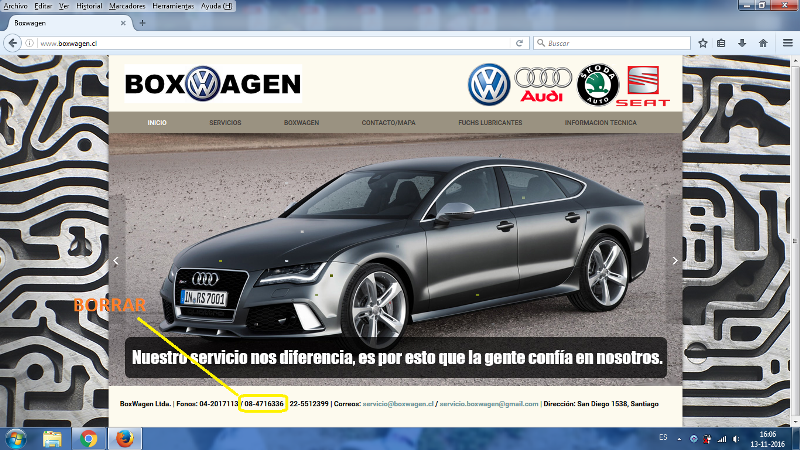 Archivo Editar Ver Historial Marcadores Herramientas Ayuda (H)
Boxwagen
www.boxwagen.cl
Buscar
BOXWAGEN
Audi
SKODA
AUTO
SEAT
INICIO SERVICIOS BOXWAGEN CONTACTO/MAPA FUCHS LUBRICANTES INFORMACION TECNICA
IN RS 7001
BORRAR
Nuestro servicio nos diferencia, es por esto que la gente confía en nosotros.
BoxWagen Ltda. | Fonos: 04-2017113 / 08-4716336 22-5512399 | Correos: servicio@boxwagen.cl / aservicio.boxwagen@gmail.com | Dirección: San Diego 1538, Santiago
ES
16:06
13-11-2016